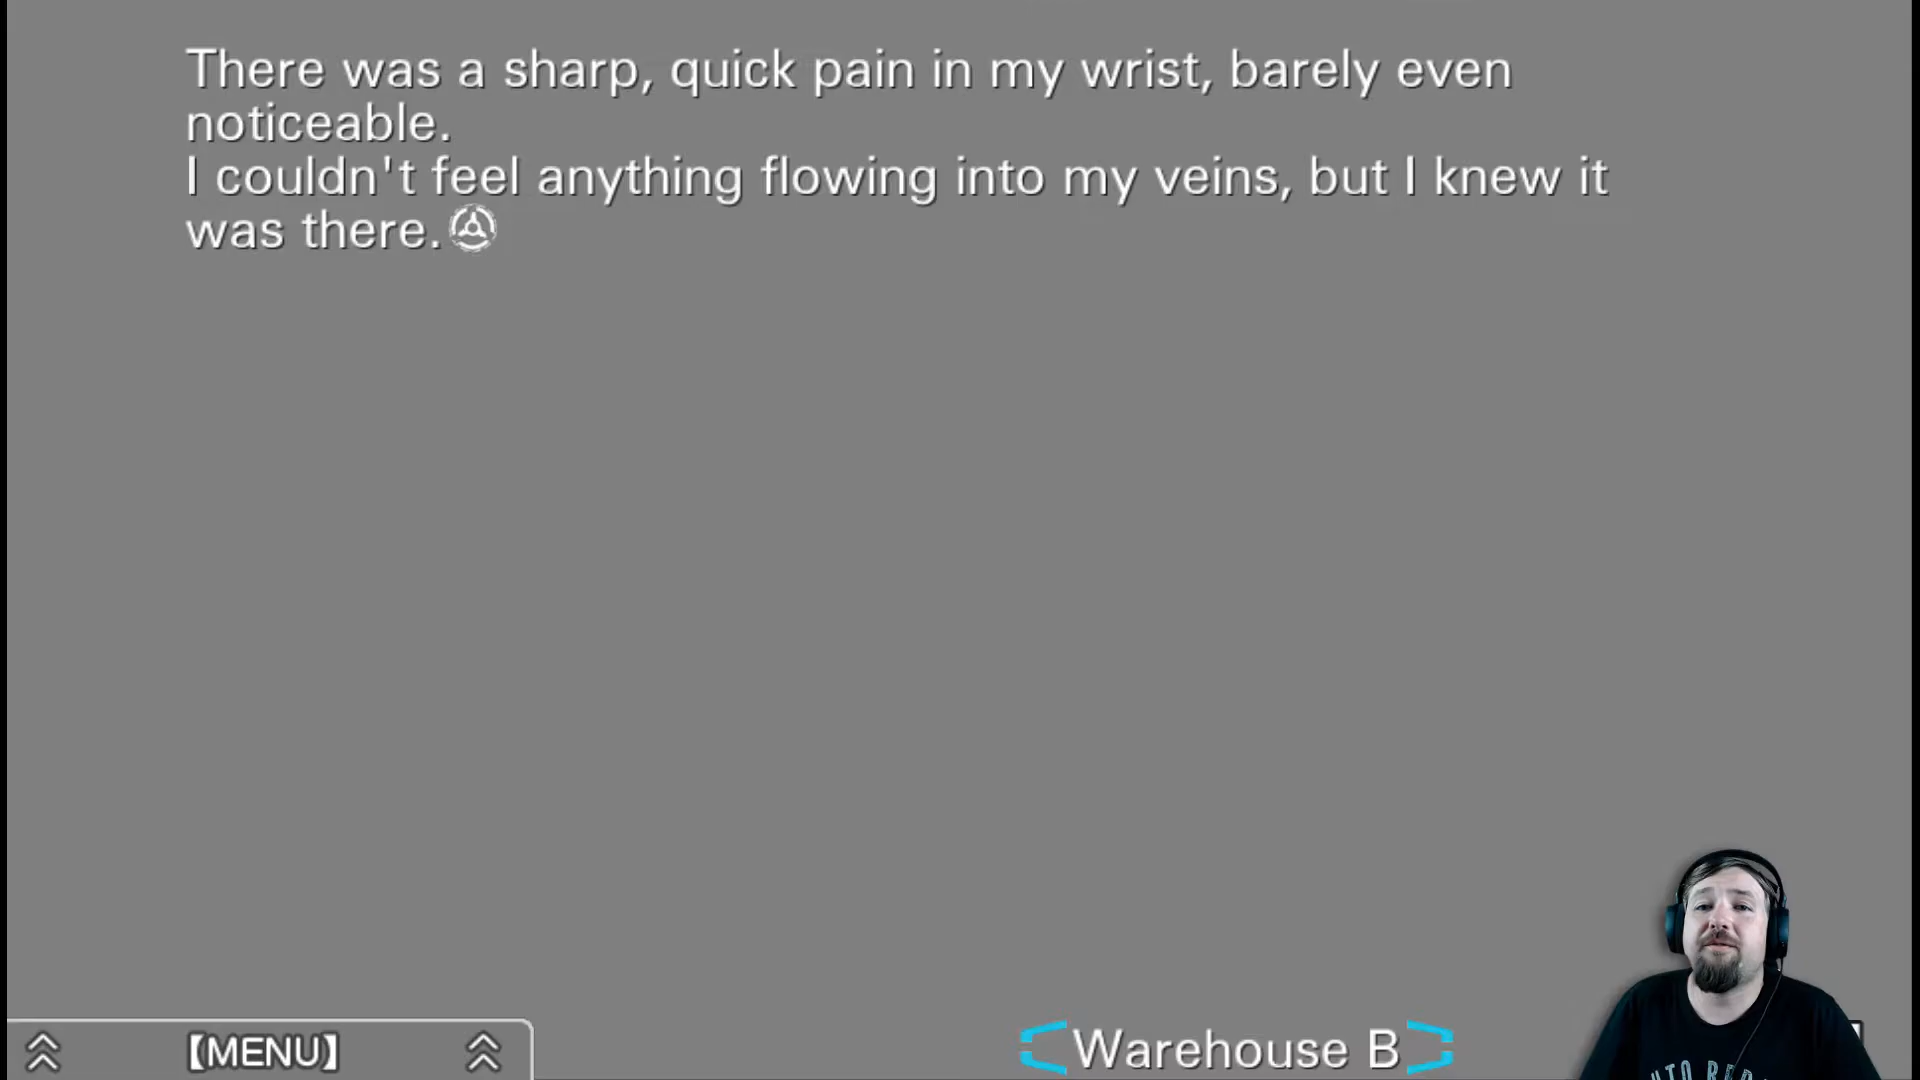 There was a sharp, quick pain in my wrist, barely even
noticeable.
I couldn't feel anything flowing into my veins, but I knew it
was there.
【MENU】
Warehouse B